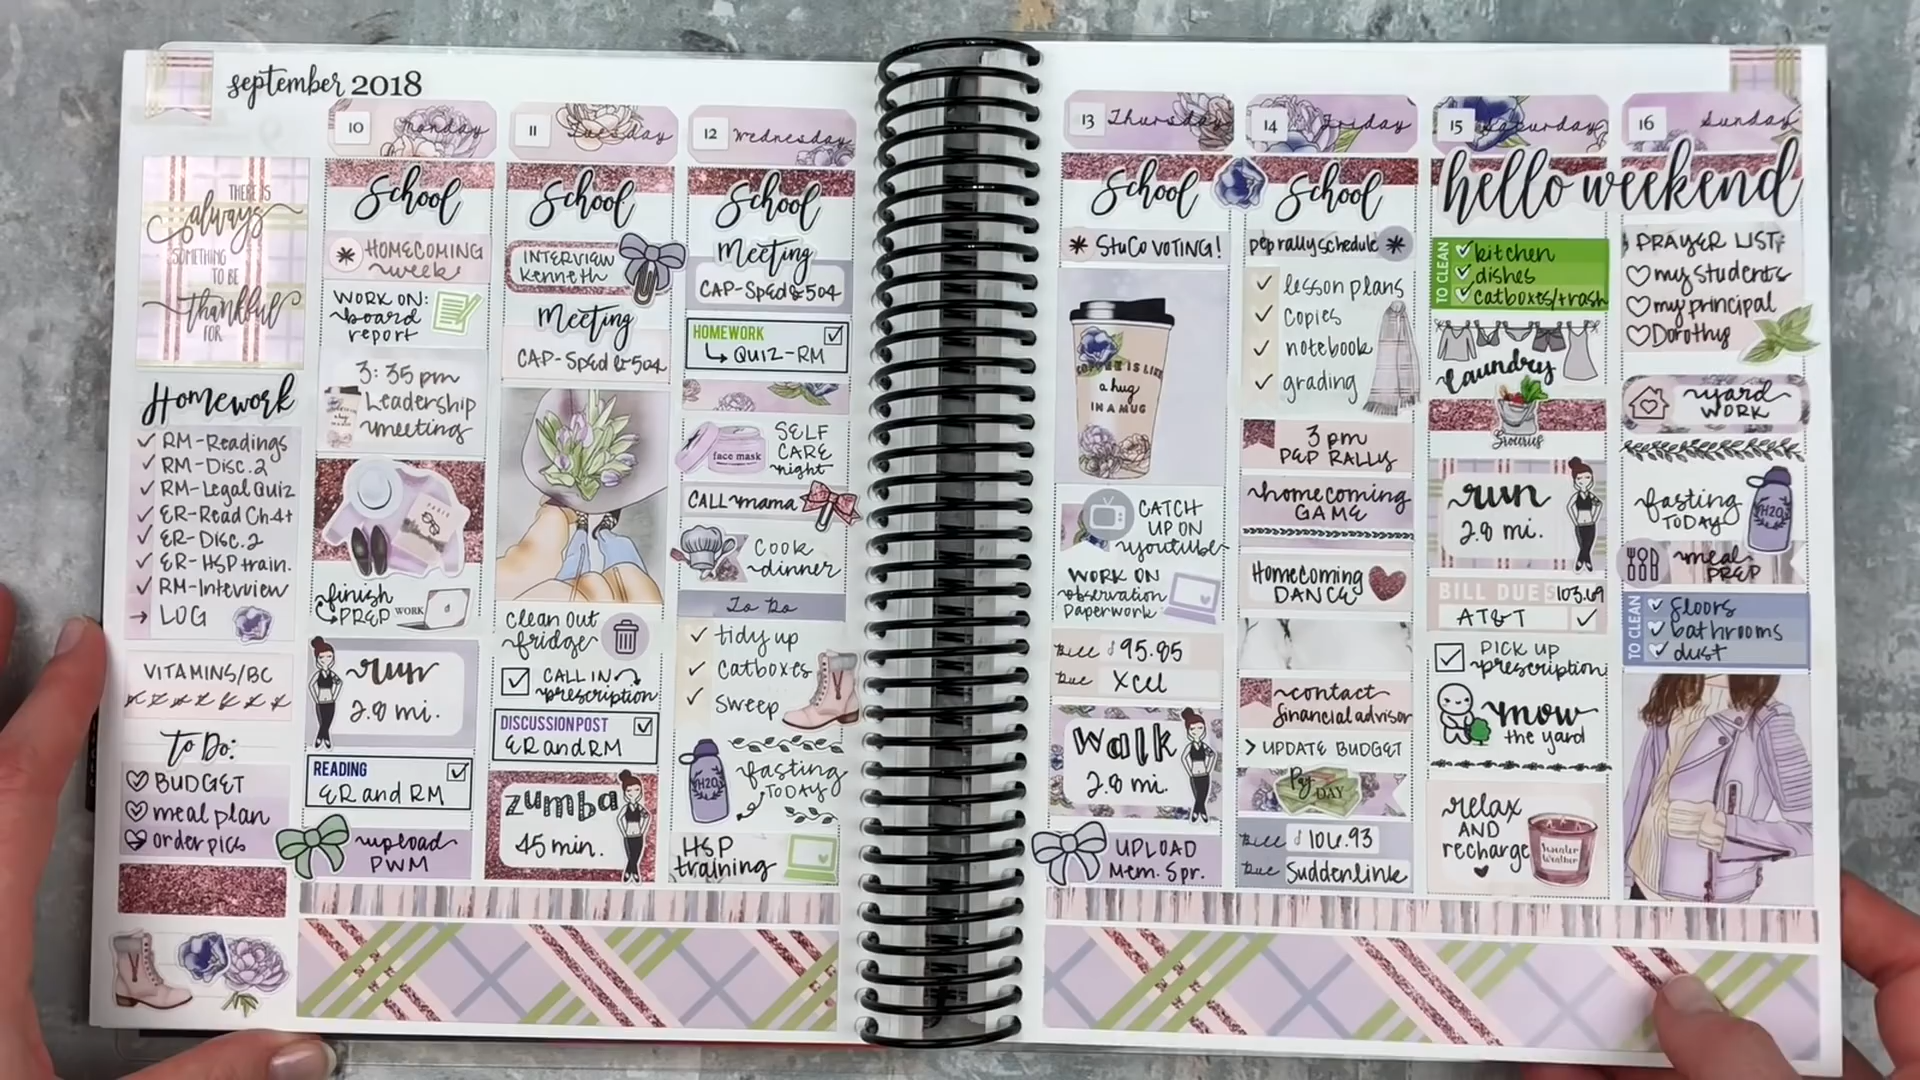 september 2018
THERE IS
always
SOMETHING
TO BE
thankful
FOR
Homework
✓ RM-Readings
✓ RM-Disc. 2
✓ RM-Legal Quiz
✓ ER-Read Ch.4+
✓ ER-Disc. 2
✓ ER-HSP train.
✓ RM-Interview
→ LOG
VITAMINS/BC
to Do:
BUDGET
meal plan
order pics
10 monday
School
* HOMECOMING
week
WORK ON:
board
report
3:35 pm
Leadership
meeting
finish
PREP
WORK
run
2.0 mi.
READING
ER and RM
upload
PWM
11 Tuesday
School
INTERVIEW
Kenneth
Meeting
CAP-Sped & 504
clean out
fridge
CALL IN
prescription
DISCUSSION POST
ER and RM
zumba
45 min.
12 Wednesday
School
Meeting
CAP-Sped & 504
HOMEWORK
QUIZ-RM
face mask
SELF
CARE
night
CALL mama
Cook
dinner
To Do
✓ tidy up
✓ Catboxes
✓ Sweep
H2O
fasting
TODAY
HSP
training
13 Thursday
School
* StuCo VOTING!
COFFEE IS LIKE
a hug
IN A MUG
CATCH
UP ON
youtube
WORK ON
observation
paperwork
Bill $95.85
Due Xcel
walk
2.0 mi.
UPLOAD
Mem. Spr.
14 Friday
School
pep rally schedule *
✓ lesson plans
✓ copies
✓ notebook
✓ grading
3 pm
PEP RALLY
homecoming
GAME
Homecoming
DANCE
contact
financial advisor
> UPDATE BUDGET
Pay
DAY
Bill $106.93
Due Suddenlink
15 Saturday
hello weekend
TO CLEAN
✓ kitchen
✓ dishes
✓ catboxes/trash
laundry
Groceries
run
2.0 mi.
BILL DUE $103.69
AT&T ✓
PICK UP
prescription
mow
the yard
relax
AND
recharge
Sweater
Weather
16 Sunday
PRAYER LIST:
♡ my students
♡ my principal
♡ Dorothy
yard
WORK
fasting
TODAY
H2O
meal
PREP
TO CLEAN
✓ floors
✓ bathrooms
✓ dust